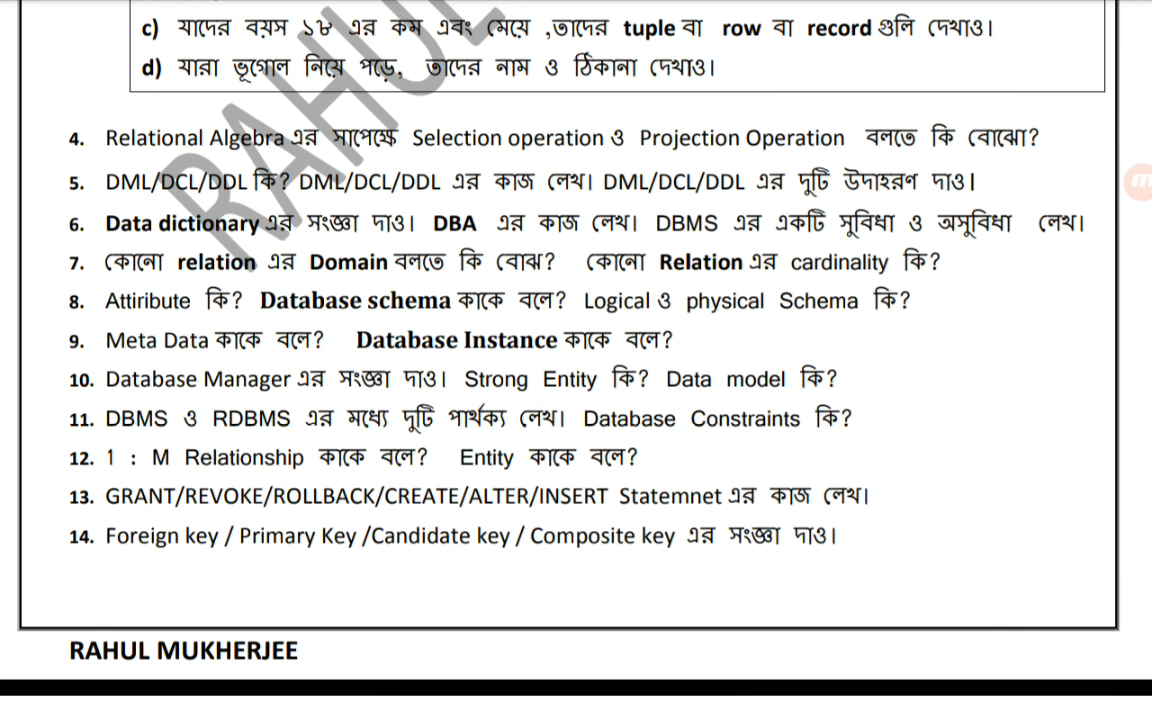 c) যাদের বয়স ১৮ এর কম এবং মেয়ে ,তাদের tuple বা row বা record গুলি দেখাও।
d) যারা ভূগোল নিয়ে পড়ে, তাদের নাম ও ঠিকানা দেখাও।
4. Relational Algebra এর সাপেক্ষে Selection operation ও Projection Operation বলতে কি বোঝো?
5. DML/DCL/DDL কি? DML/DCL/DDL এর কাজ লেখ। DML/DCL/DDL এর দুটি উদাহরণ দাও।
6. Data dictionary এর সংজ্ঞা দাও। DBA এর কাজ লেখ। DBMS এর একটি সুবিধা ও অসুবিধা লেখ।
7. কোনো relation এর Domain বলতে কি বোঝ? কোনো Relation এর cardinality কি?
8. Attiribute কি? Database schema কাকে বলে? Logical ও physical Schema কি?
9. Meta Data কাকে বলে? Database Instance কাকে বলে?
10. Database Manager এর সংজ্ঞা দাও। Strong Entity কি? Data model কি?
11. DBMS ও RDBMS এর মধ্যে দুটি পার্থক্য লেখ। Database Constraints কি?
12. 1 : M Relationship কাকে বলে? Entity কাকে বলে?
13. GRANT/REVOKE/ROLLBACK/CREATE/ALTER/INSERT Statemnet এর কাজ লেখ।
14. Foreign key / Primary Key /Candidate key / Composite key এর সংজ্ঞা দাও।
RAHUL MUKHERJEE
RAHUL